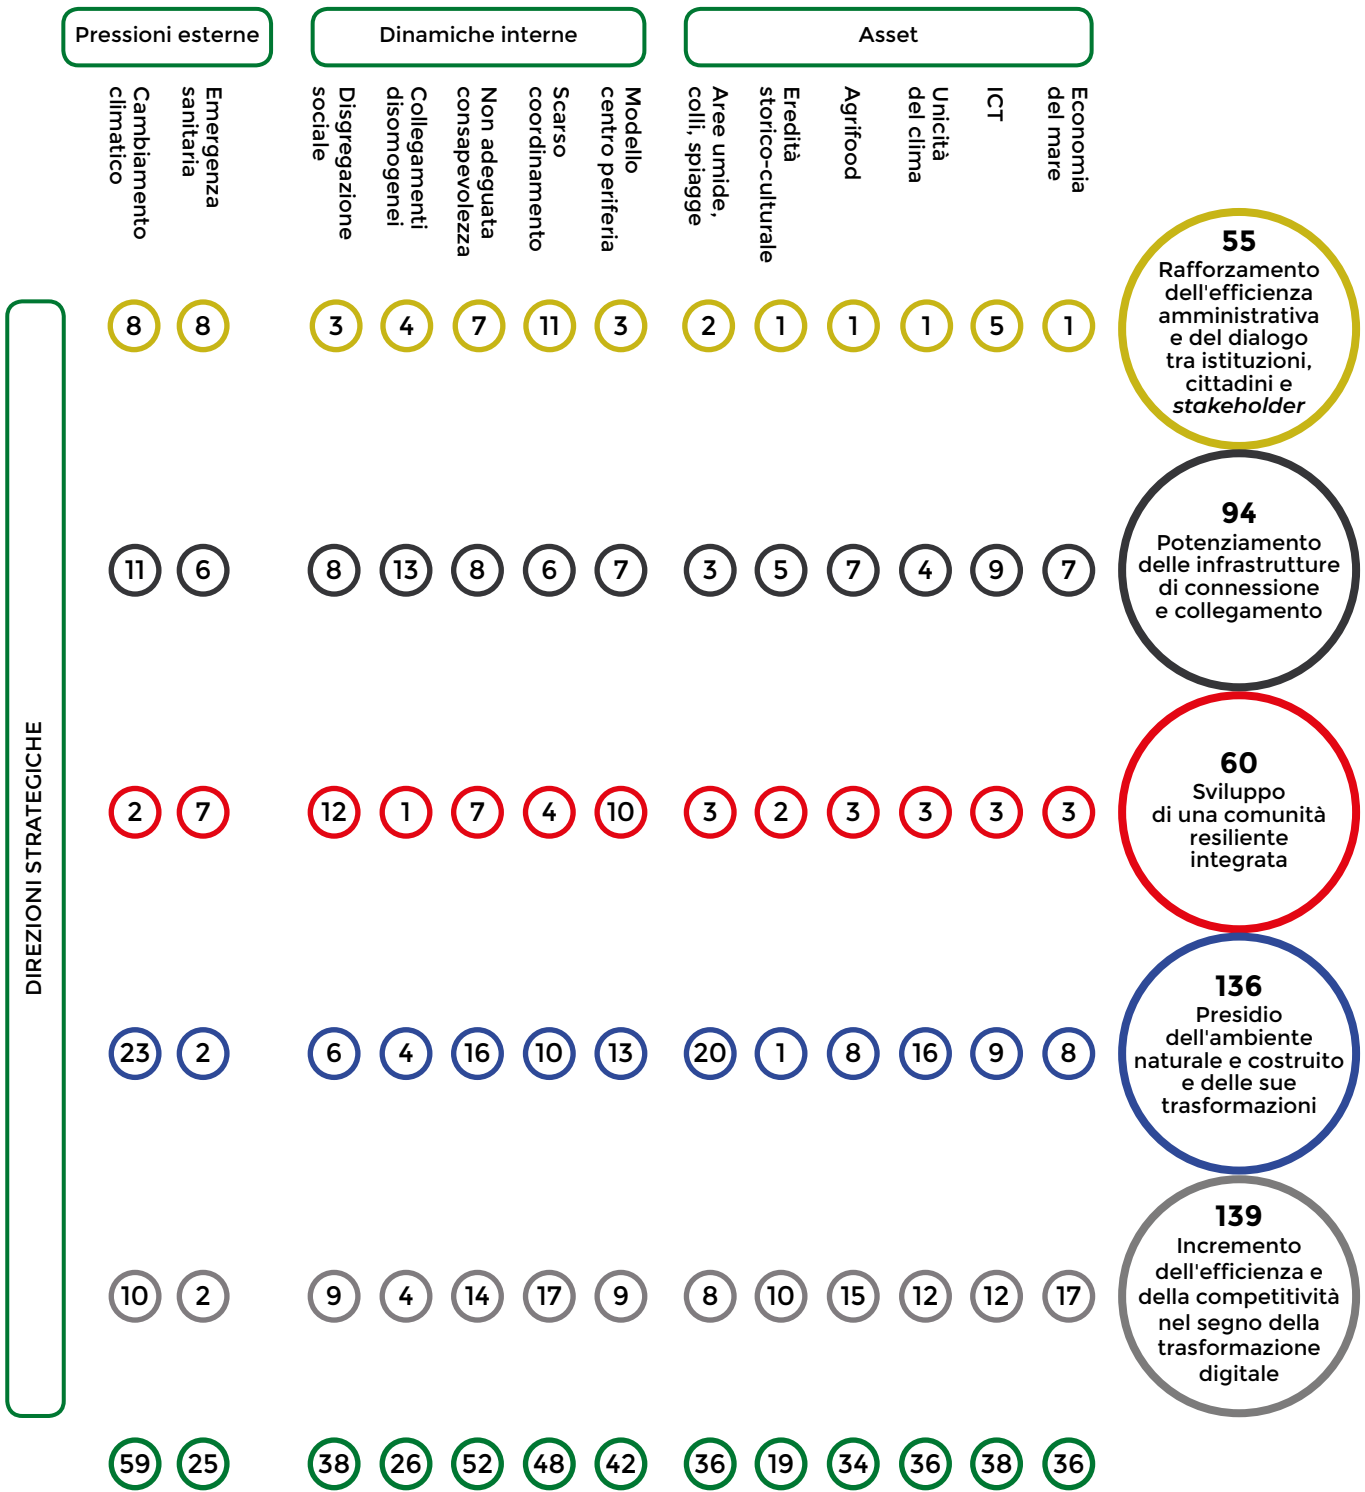 Pressioni esterne
Dinamiche interne
Asset
Cambiamento
climatico
Emergenza
sanitaria
Disgregazione
sociale
Collegamenti
disomogenei
Non adeguata
consapevolezza
Scarso
coordinamento
Modello
centro periferia
Aree umide,
colli, spiagge
Eredità
storico-culturale
Agrifood
Unicità
del clima
ICT
Economia
del mare
DIREZIONI STRATEGICHE
8 8 3 4 7 11 3 2 1 1 1 5 1
55
Rafforzamento
dell'efficienza
amministrativa
e del dialogo
tra istituzioni,
cittadini e
stakeholder
11 6 8 13 8 6 7 3 5 7 4 9 7
94
Potenziamento
delle infrastrutture
di connessione
e collegamento
2 7 12 1 7 4 10 3 2 3 3 3 3
60
Sviluppo
di una comunità
resiliente
integrata
23 2 6 4 16 10 13 20 1 8 16 9 8
136
Presidio
dell'ambiente
naturale e costruito
e delle sue
trasformazioni
10 2 9 4 14 17 9 8 10 15 12 12 17
139
Incremento
dell'efficienza e
della competitività
nel segno della
trasformazione
digitale
59 25 38 26 52 48 42 36 19 34 36 38 36